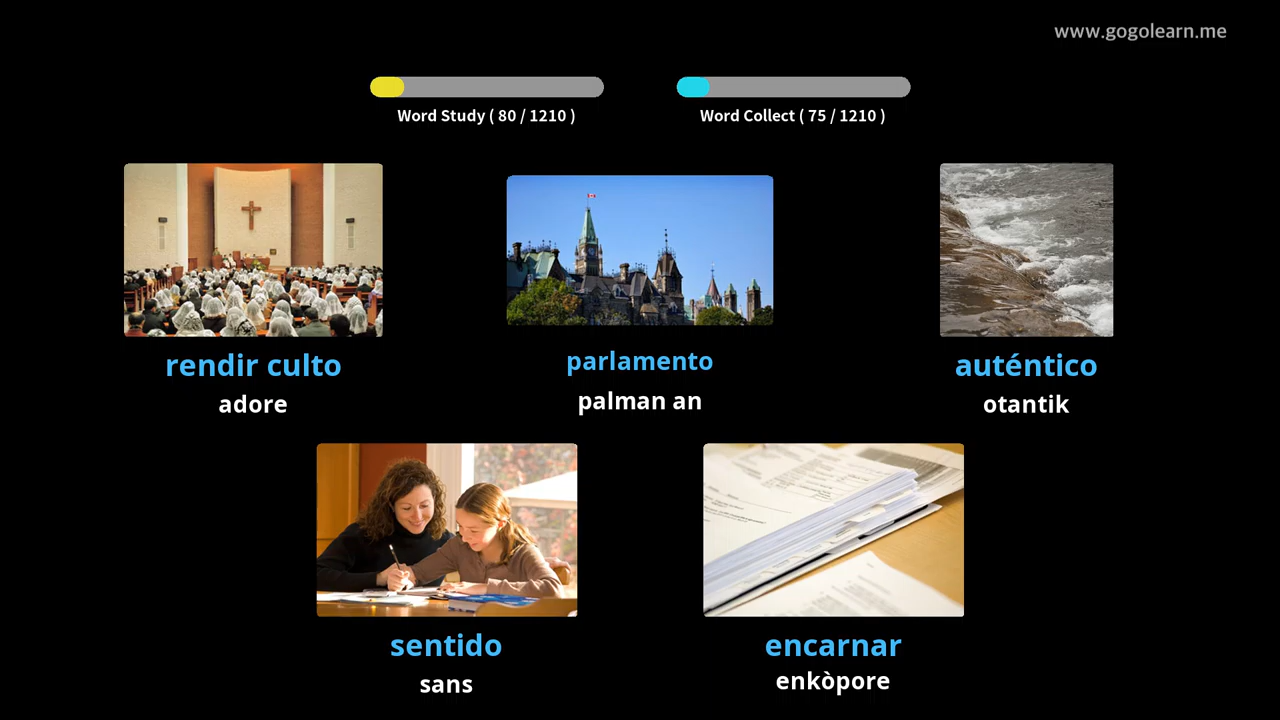 www.gogolearn.me
Word Study ( 80 / 1210 )
Word Collect ( 75 / 1210 )
rendir culto
adore
parlamento
palman an
auténtico
otantik
sentido
sans
encarnar
enkòpore